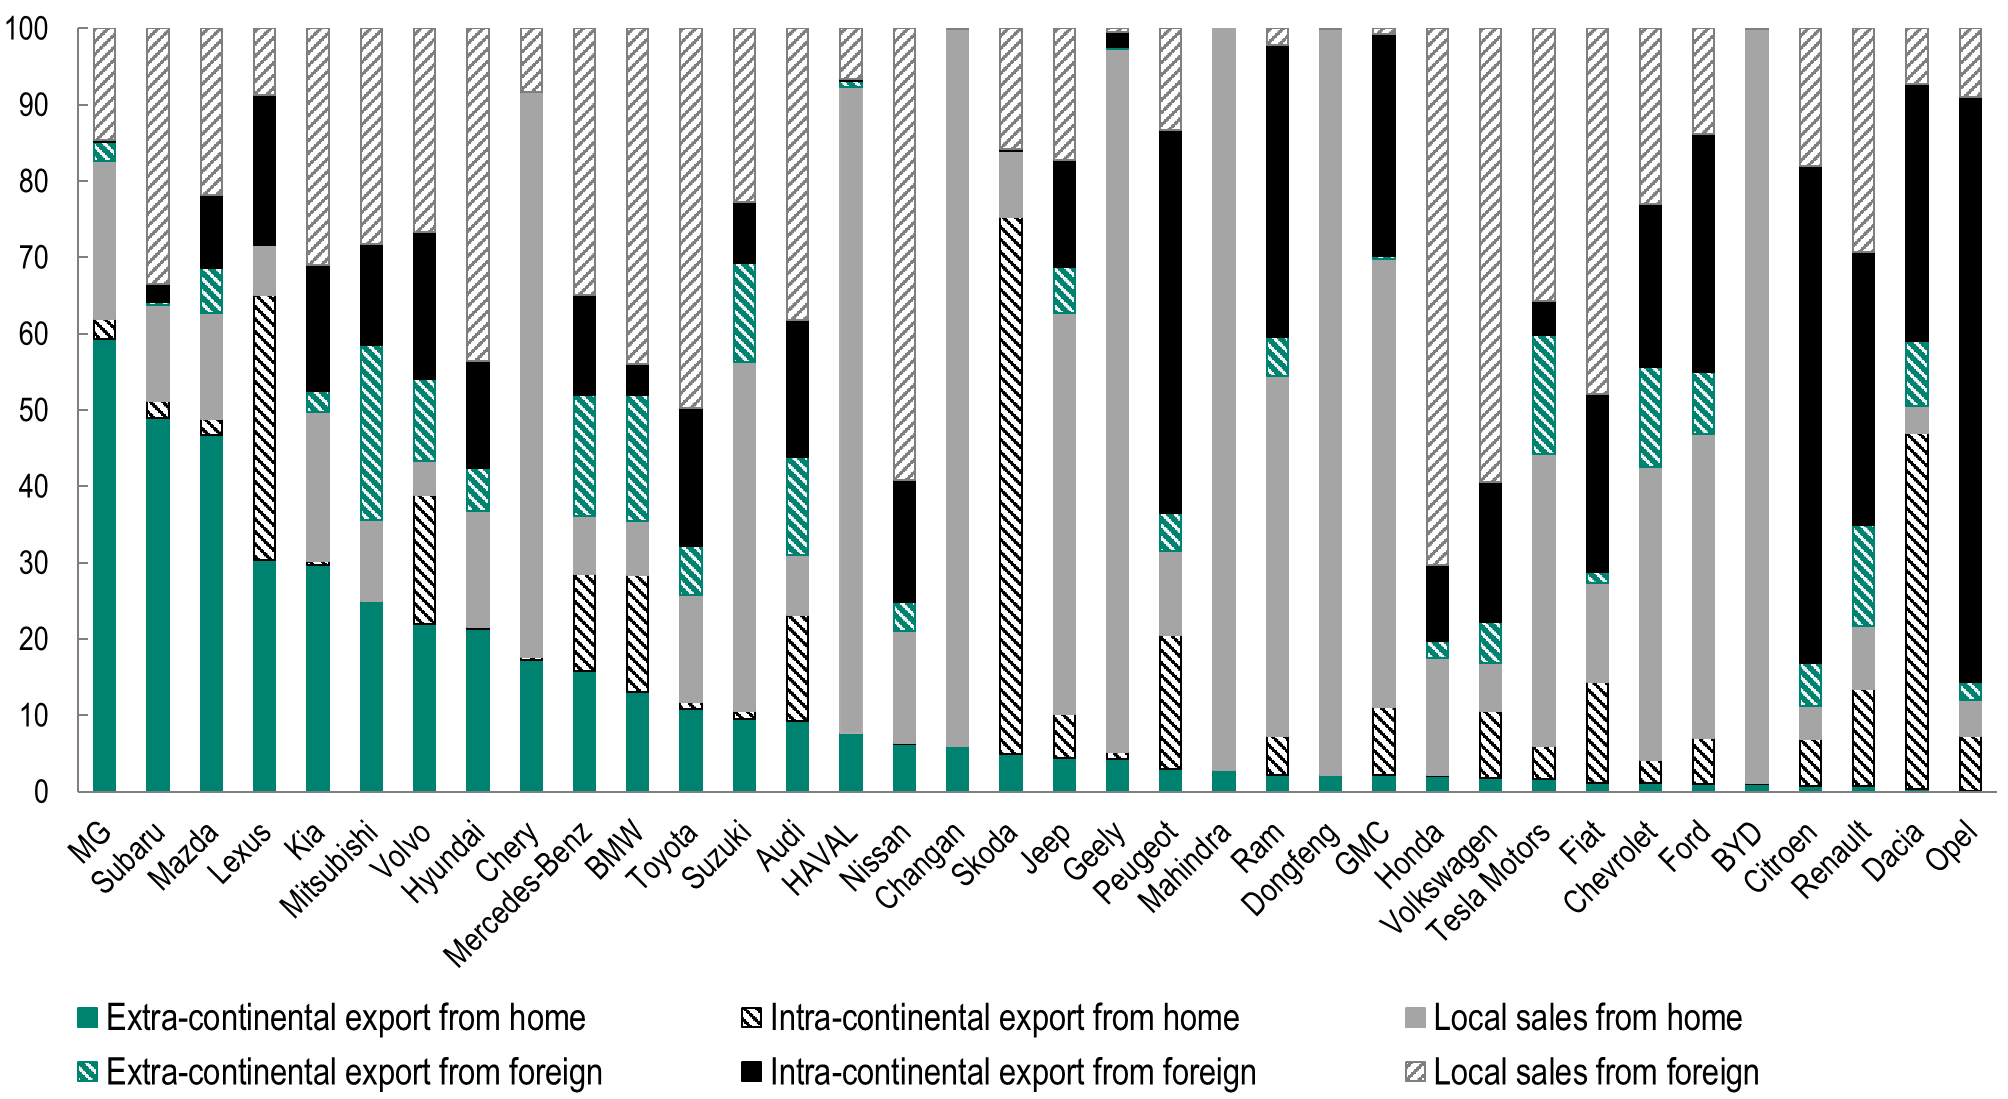 100
90
80
70
60
50
40
30
20
10
0
MG
Subaru
Mazda
Lexus
Kia
Mitsubishi
Volvo
Hyundai
Chery
Mercedes-Benz
BMW
Toyota
Suzuki
Audi
HAVAL
Nissan
Changan
Skoda
Jeep
Geely
Peugeot
Mahindra
Ram
Dongfeng
GMC
Honda
Volkswagen
Tesla Motors
Fiat
Chevrolet
Ford
BYD
Citroen
Renault
Dacia
Opel
Extra-continental export from home
Intra-continental export from home
Local sales from home
Extra-continental export from foreign
Intra-continental export from foreign
Local sales from foreign